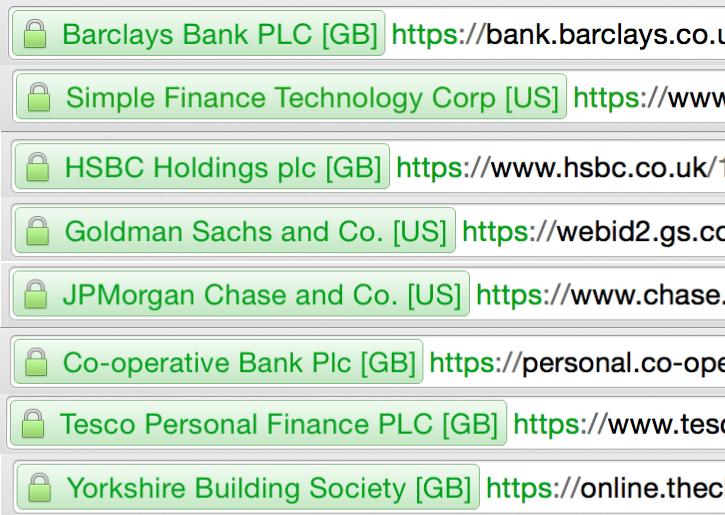 Barclays Bank PLC [GB] https://bank.barclays.co.u
Simple Finance Technology Corp [US] https://www
HSBC Holdings plc [GB] https://www.hsbc.co.uk/1
Goldman Sachs and Co. [US] https://webid2.gs.co
JPMorgan Chase and Co. [US] https://www.chase.
Co-operative Bank Plc [GB] https://personal.co-ope
Tesco Personal Finance PLC [GB] https://www.tesc
Yorkshire Building Society [GB] https://online.thec